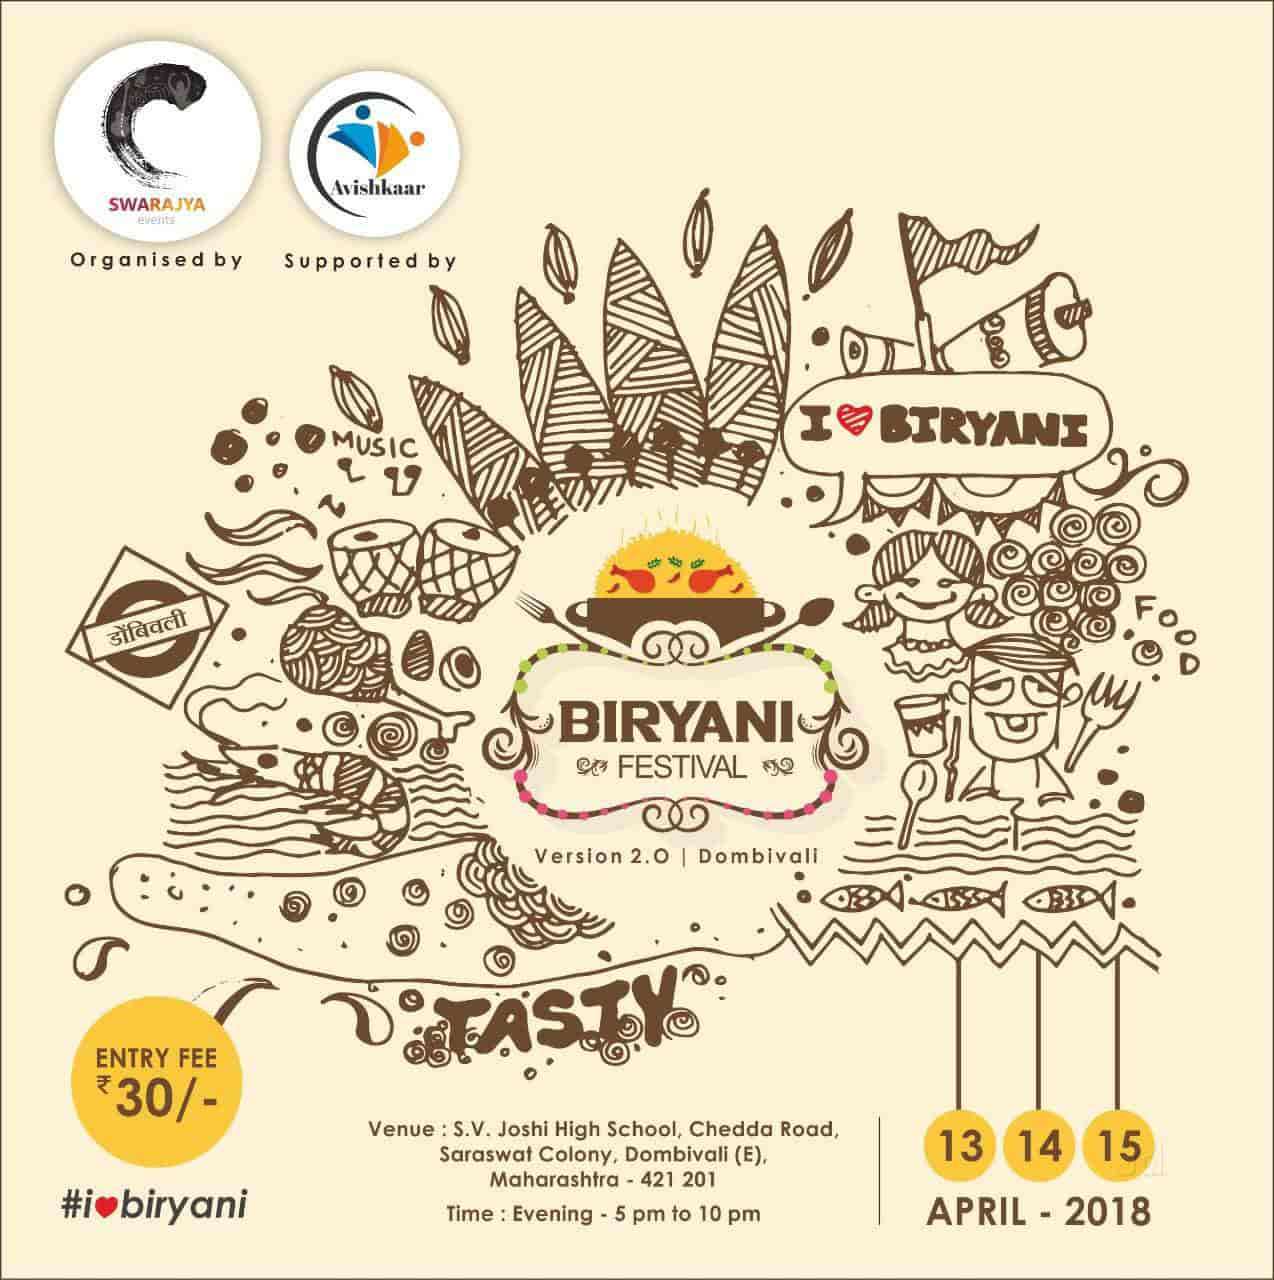 SWARAJYA
events
Organised by
Avishkaar
Supported by
I ❤ BIRYANI
MUSIC
डोंबिवली
FOOD
BIRYANI
FESTIVAL
Version 2.O | Dombivali
TASTY
ENTRY FEE
₹30/-
#i❤biryani
Venue : S.V. Joshi High School, Chedda Road,
Saraswat Colony, Dombivali (E),
Maharashtra - 421 201
Time : Evening - 5 pm to 10 pm
13 14 15
APRIL - 2018